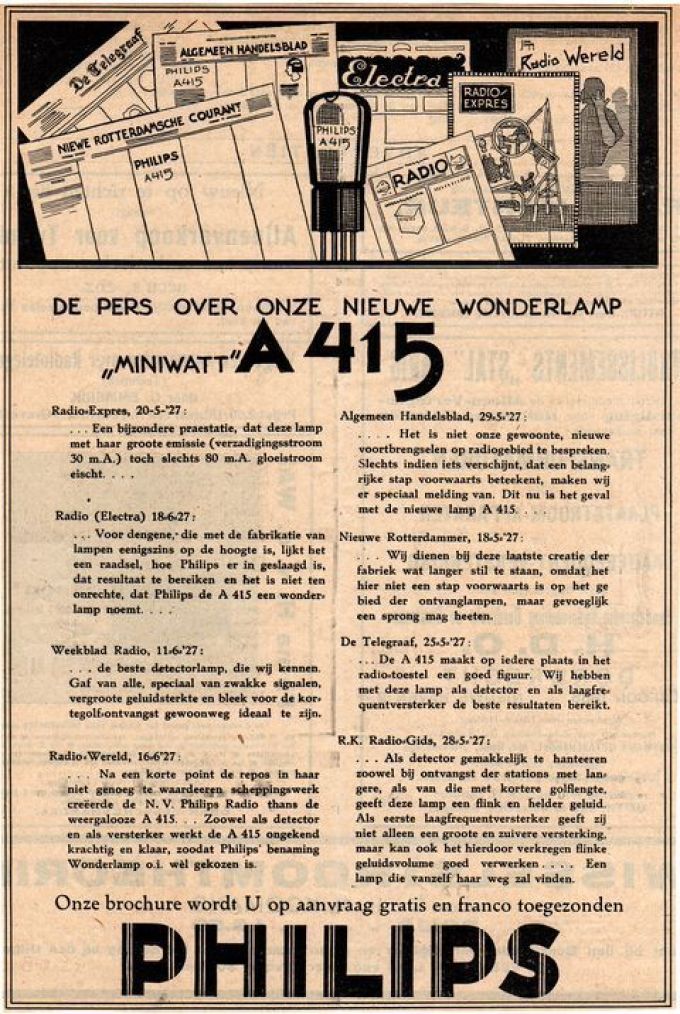 De Telegraaf
ALGEMEEN HANDELSBLAD
PHILIPS
A 415
NIEWE ROTTERDAMSCHE COURANT
PHILIPS
A 415
PHILIPS
A 415
Electra
RADIO-
EXPRES
Radio Wereld
RADIO
DE PERS OVER ONZE NIEUWE WONDERLAMP
„MINIWATT" A 415
Radio-Expres, 20-5-'27:
... Een bijzondere praestatie, dat deze lamp
met haar groote emissie (verzadigingsstroom
30 m.A.) toch slechts 80 m.A. gloeistroom
eischt. . . .
Radio (Electra) 18-6-27:
... Voor dengene, die met de fabrikatie van
lampen eenigszins op de hoogte is, lijkt het
een raadsel, hoe Philips er in geslaagd is,
dat resultaat te bereiken en het is niet ten
onrechte, dat Philips de A 415 een wonder-
lamp noemt. . . .
Weekblad Radio, 11-6-'27:
... de beste detectorlamp, die wij kennen.
Gaf van alle, speciaal van zwakke signalen,
vergroote geluidsterkte en bleek voor de kor-
tegolf-ontvangst gewoonweg ideaal te zijn.
Radio-Wereld, 16-6'27:
... Na een korte point de repos in haar
niet genoeg te waardeeren scheppingswerk
creëerde de N. V. Philips Radio thans de
weergalooze A 415. . . Zoowel als detector
en als versterker werkt de A 415 ongekend
krachtig en klaar, zoodat Philips' benaming
Wonderlamp o.i. wèl gekozen is.
Algemeen Handelsblad, 29-5-'27:
. . . . Het is niet onze gewoonte, nieuwe
voortbrengselen op radiogebied te bespreken.
Slechts indien iets verschijnt, dat een belang-
rijke stap voorwaarts beteekent, maken wij
er speciaal melding van. Dit nu is het geval
met de nieuwe lamp A 415. . .
Nieuwe Rotterdammer, 18-5-'27:
. . . Wij dienen bij deze laatste creatie der
fabriek wat langer stil te staan, omdat het
hier niet een stap voorwaarts is op het ge
bied der ontvanglampen, maar gevoeglijk
een sprong mag heeten.
De Telegraaf, 25-5-'27:
... De A 415 maakt op iedere plaats in het
radio-toestel een goed figuur. Wij hebben
met deze lamp als detector en als laagfre-
quentversterker de beste resultaten bereikt.
R.K. Radio-Gids, 28-5-'27:
. . . . Als detector gemakkelijk te hanteeren
zoowel bij ontvangst der stations met lan-
gere, als van die met kortere golflengte,
geeft deze lamp een flink en helder geluid.
Als eerste laagfrequentversterker geeft zij
niet alleen een groote en zuivere versterking,
maar kan ook het hierdoor verkregen flinke
geluidsvolume goed verwerken. . . . Een
lamp die vanzelf haar weg zal vinden.
Onze brochure wordt U op aanvraag gratis en franco toegezonden
PHILIPS